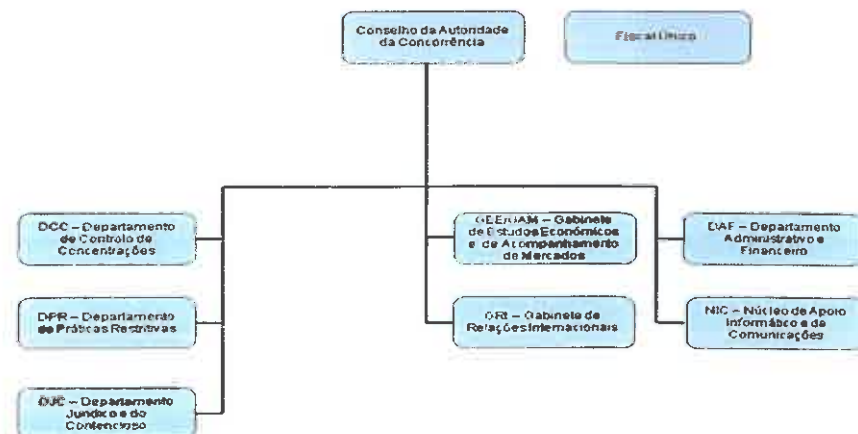 Conselho da Autoridade
da Concorrência
Fiscal Único
DCC – Departamento
de Controlo de
Concentrações
GEE/GAM – Gabinete
de Estudos Económicos
e de Acompanhamento
de Mercados
DAF – Departamento
Administrativo e
Financeiro
DPR – Departamento
de Práticas Restritivas
GRI – Gabinete de
Relações Internacionais
NIC – Núcleo de Apoio
Informático e de
Comunicações
DJC – Departamento
Jurídico e do
Contencioso